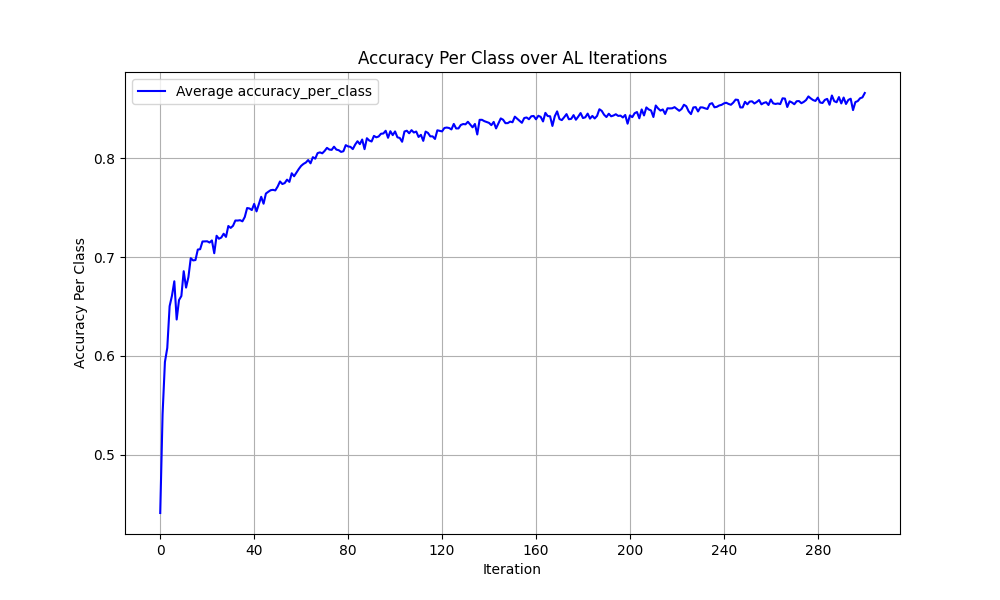 Accuracy Per Class over AL Iterations
Average accuracy_per_class
Accuracy Per Class
0.8
0.7
0.6
0.5
0 40 80 120 160 200 240 280
Iteration